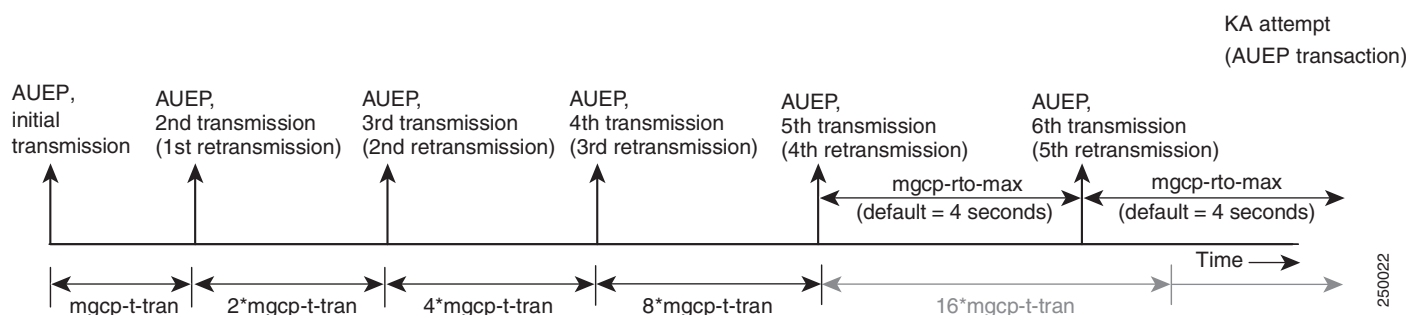 KA attempt
(AUEP transaction)
AUEP,
initial
transmission
AUEP,
2nd transmission
(1st retransmission)
AUEP,
3rd transmission
(2nd retransmission)
AUEP,
4th transmission
(3rd retransmission)
AUEP,
5th transmission
(4th retransmission)
AUEP,
6th transmission
(5th retransmission)
mgcp-rto-max
(default = 4 seconds)
mgcp-rto-max
(default = 4 seconds)
Time
mgcp-t-tran
2*mgcp-t-tran
4*mgcp-t-tran
8*mgcp-t-tran
16*mgcp-t-tran
250022